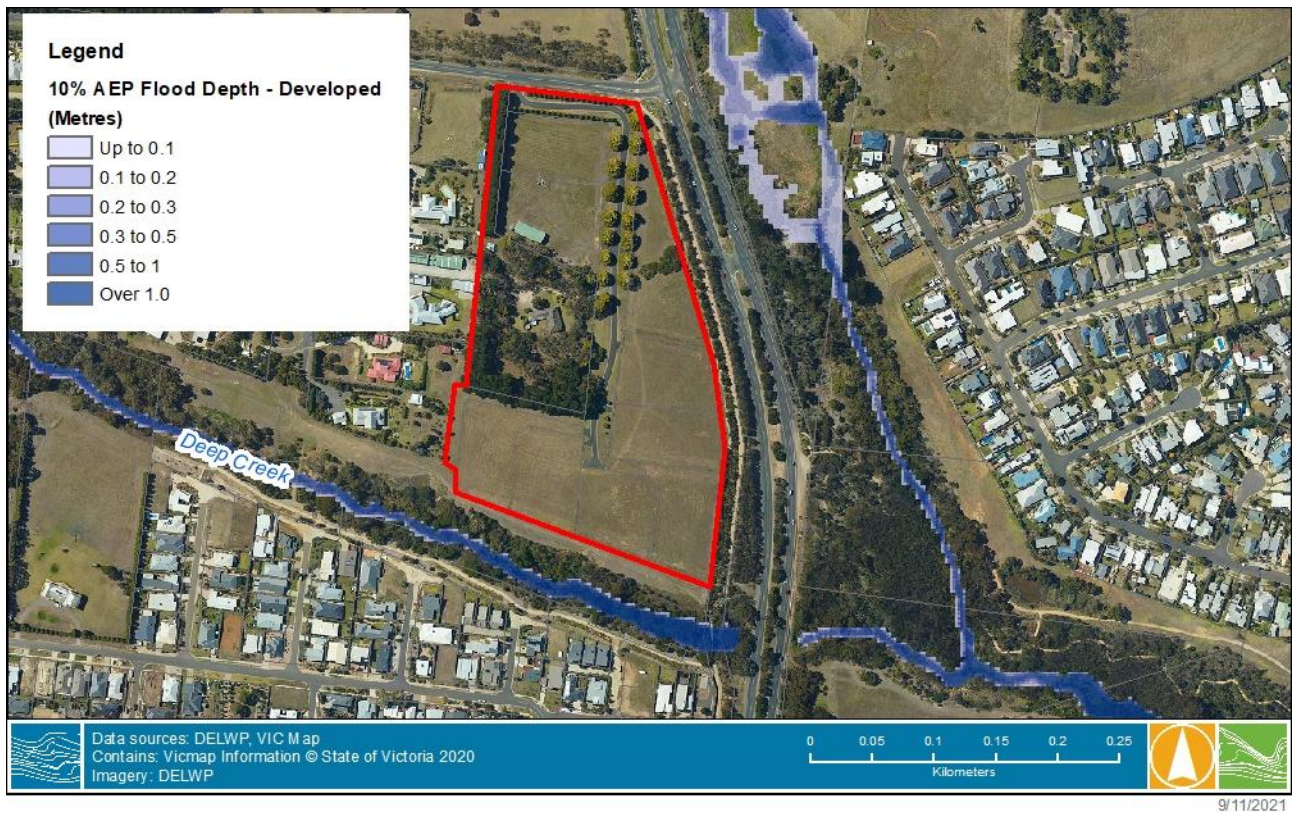 Legend
10% AEP Flood Depth - Developed
(Metres)
Up to 0.1
0.1 to 0.2
0.2 to 0.3
0.3 to 0.5
0.5 to 1
Over 1.0
Deep Creek
Data sources: DELWP, VIC Map
Contains: Vicmap Information © State of Victoria 2020
Imagery: DELWP
0 0.05 0.1 0.15 0.2 0.25
Kilometers
9/11/2021